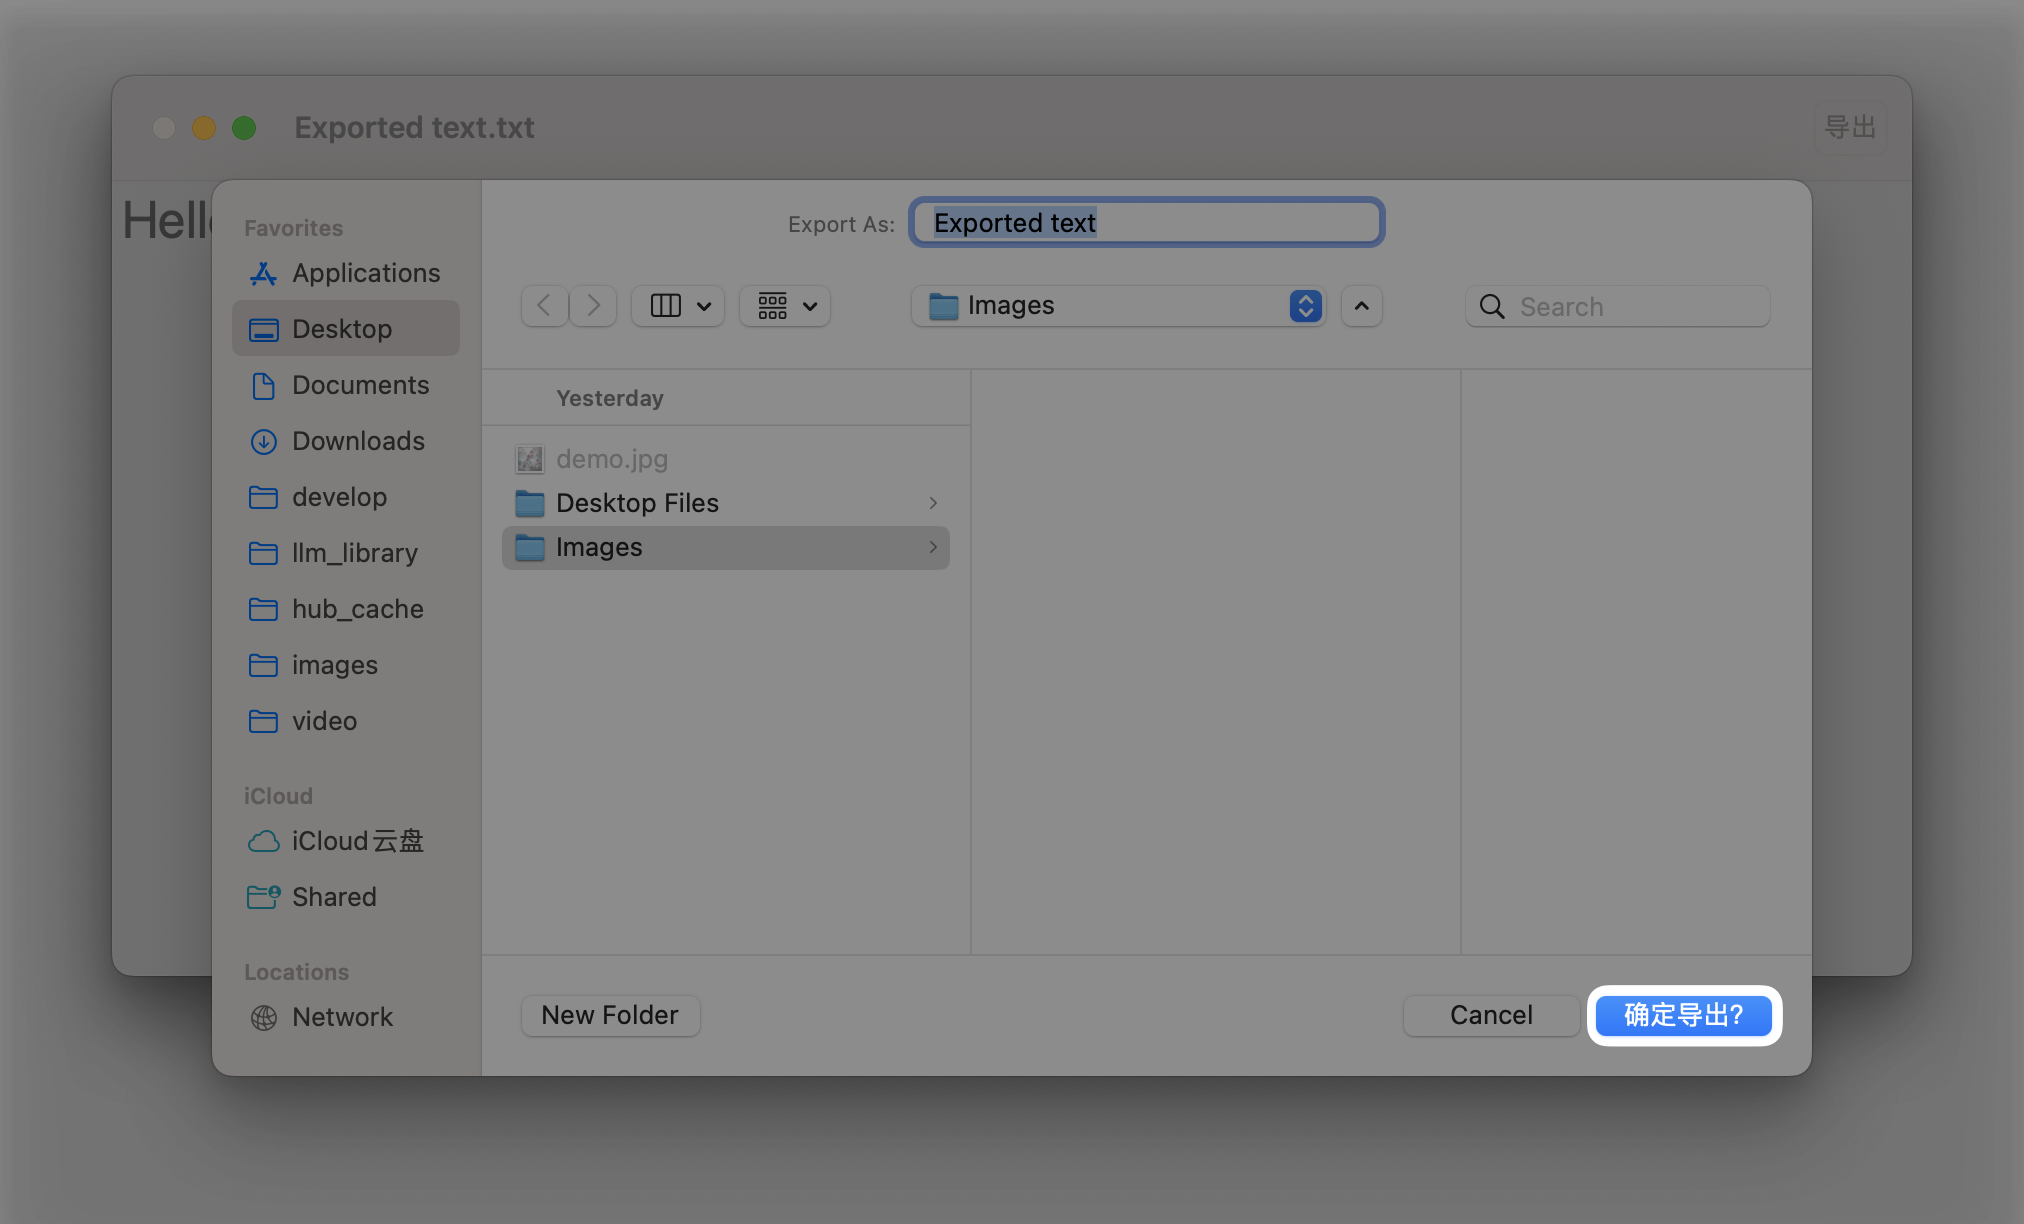 Exported text.txt
导出
Hell
Favorites
Applications
Desktop
Documents
Downloads
develop
llm_library
hub_cache
images
video
iCloud
iCloud云盘
Shared
Locations
Network
Export As:
Exported text
Images
Search
Yesterday
demo.jpg
Desktop Files
Images
New Folder
Cancel
确定导出?